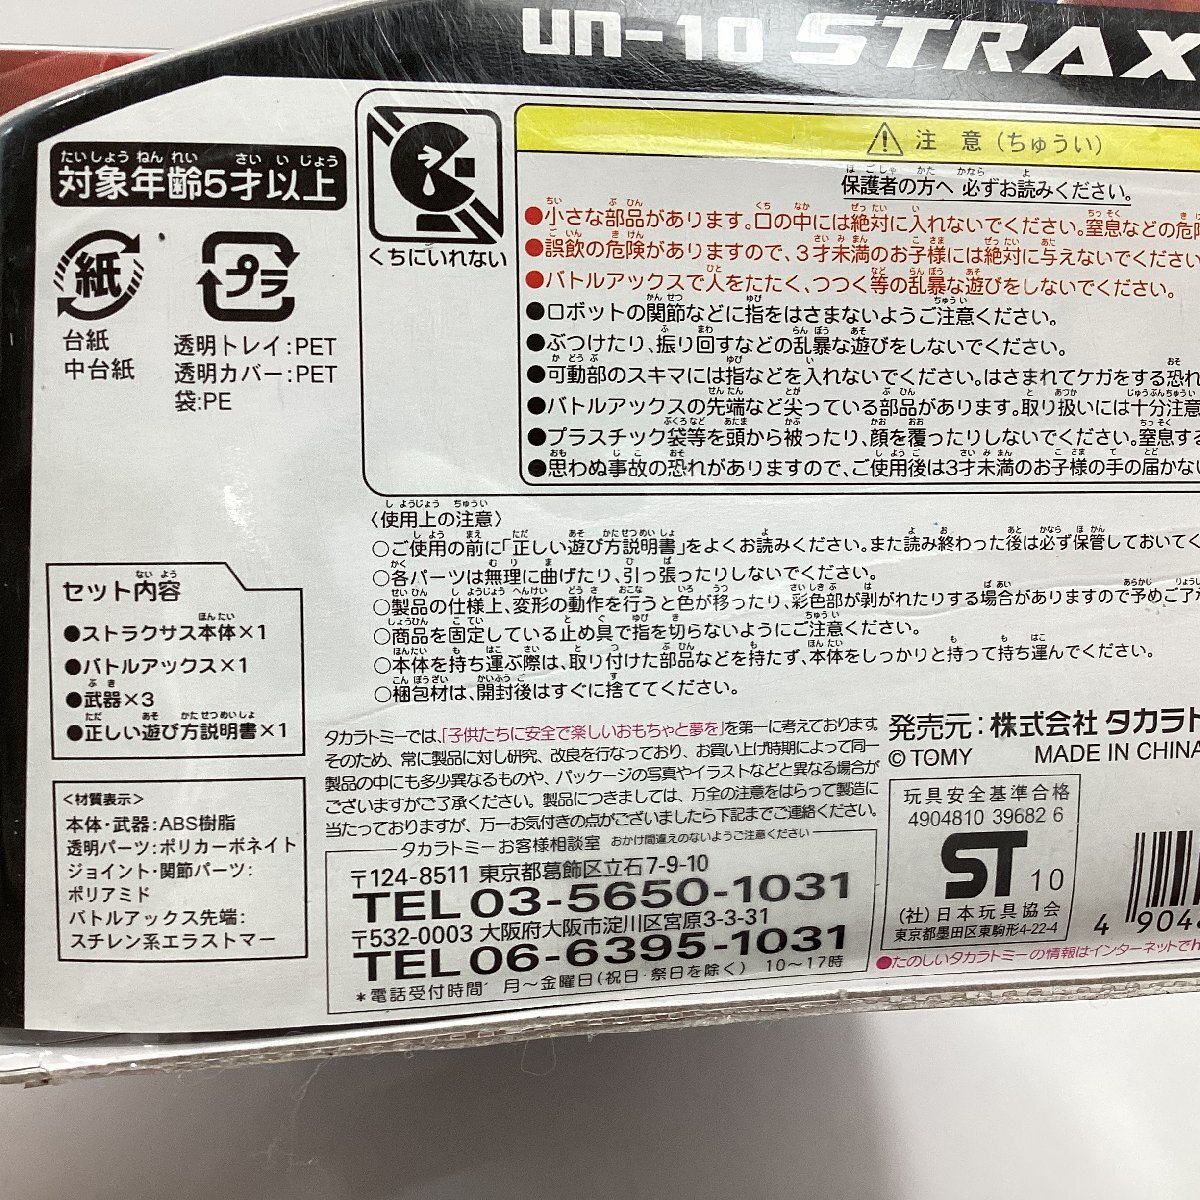 un-10 STRAX
対象年齢5才以上
たいしょうねんれい さいいじょう
紙
プラ
台紙
中台紙
透明トレイ:PET
透明カバー:PET
袋:PE
くちにいれない
注意(ちゅうい)
保護者の方へ 必ずお読みください。
●小さな部品があります。口の中には絶対に入れないでください。窒息などの危険
●誤飲の危険がありますので、3才未満のお子様には絶対に与えないでください
●バトルアックスで人をたたく、つつく等の乱暴な遊びをしないでください。
●ロボットの関節などに指をはさまないようご注意ください。
●ぶつけたり、振り回すなどの乱暴な遊びをしないでください。
●可動部のスキマには指などを入れないでください。はさまれてケガをする恐れ
●バトルアックスの先端など尖っている部品があります。取り扱いには十分注意
●プラスチック袋等を頭から被ったり、顔を覆ったりしないでください。窒息する
●思わぬ事故の恐れがありますので、ご使用後は3才未満のお子様の手の届かない
〈使用上の注意〉
○ご使用の前に「正しい遊び方説明書」をよくお読みください。また読み終わった後は必ず保管しておいてく
○各パーツは無理に曲げたり、引っ張ったりしないでください。
○製品の仕様上、変形の動作を行うと色が移ったり、彩色部が剥がれたりする場合がありますので予めご了承
○商品を固定している止め具で指を切らないようにご注意ください。
○本体を持ち運ぶ際は、取り付けた部品などを持たず、本体をしっかりと持って持ち運んでください。
○梱包材は、開封後はすぐに捨ててください。
セット内容
●ストラクサス本体×1
●バトルアックス×1
●武器×3
●正しい遊び方説明書×1
<材質表示>
本体・武器:ABS樹脂
透明パーツ:ポリカーボネイト
ジョイント・関節パーツ:
ポリアミド
バトルアックス先端:
スチレン系エラストマー
タカラトミーでは、「子供たちに安全で楽しいおもちゃと夢を」を第一に考えております。
そのため、常に製品に対し研究、改良を行なっており、お買い上げ時期によって同一
製品の中にも多少異なるものや、パッケージの写真やイラストなどと異なる場合が
ございますがご了承ください。製品につきましては、万全の注意をはらって製造に
当たっておりますが、万一お気付きの点がございましたら下記までご連絡ください。
タカラトミーお客様相談室 おかけ間違えのないようご注意ください
〒124-8511 東京都葛飾区立石7-9-10
TEL 03-5650-1031
〒532-0003 大阪府大阪市淀川区宮原3-3-31
TEL 06-6395-1031
*電話受付時間 月〜金曜日(祝日・祭日を除く) 10〜17時
発売元:株式会社 タカラト
© TOMY MADE IN CHINA
玩具安全基準合格
4904810 39682 6
ST 10
(社)日本玩具協会
東京都墨田区東駒形4-22-4
4 9048
●たのしいタカラトミーの情報はインターネットでh